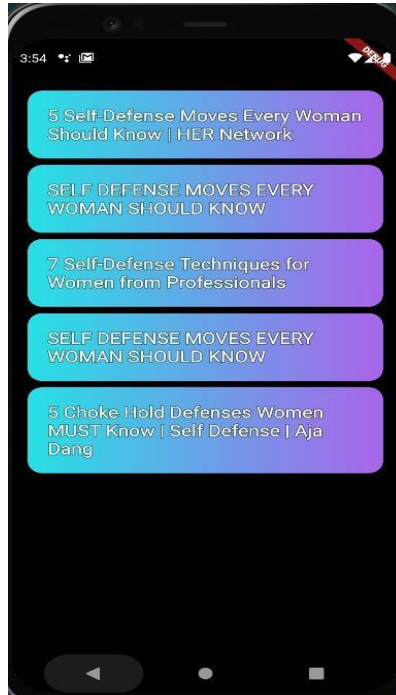 3:54
DEBUG
5 Self-Defense Moves Every Woman
Should Know | HER Network
SELF DEFENSE MOVES EVERY
WOMAN SHOULD KNOW
7 Self-Defense Techniques for
Women from Professionals
SELF DEFENSE MOVES EVERY
WOMAN SHOULD KNOW
5 Choke Hold Defenses Women
MUST Know | Self Defense | Aja
Dang